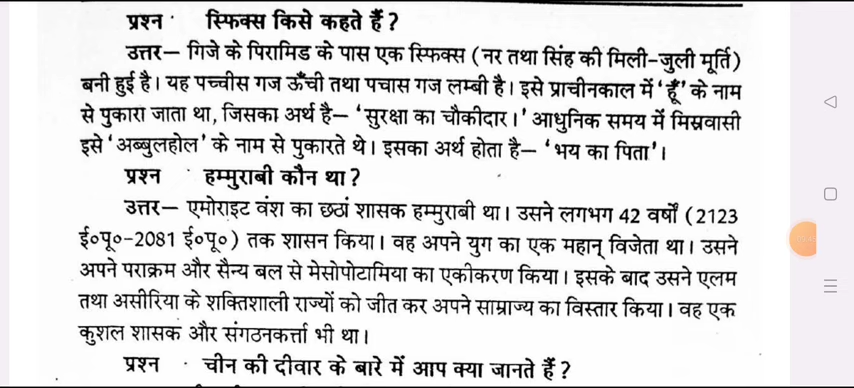 प्रश्न स्फिक्स किसे कहते हैं ?
उत्तर— गिजे के पिरामिड के पास एक स्फिक्स (नर तथा सिंह की मिली-जुली मूर्ति)
बनी हुई है। यह पच्चीस गज ऊँची तथा पचास गज लम्बी है। इसे प्राचीनकाल में ‘हूँ’ के नाम
से पुकारा जाता था, जिसका अर्थ है— ‘सुरक्षा का चौकीदार।’ आधुनिक समय में मिस्रवासी
इसे ‘अब्बुलहोल’ के नाम से पुकारते थे। इसका अर्थ होता है— ‘भय का पिता’।
प्रश्न हम्मुराबी कौन था ?
उत्तर— एमोराइट वंश का छठां शासक हम्मुराबी था। उसने लगभग 42 वर्षों (2123
ई०पू०-2081 ई०पू०) तक शासन किया। वह अपने युग का एक महान् विजेता था। उसने
अपने पराक्रम और सैन्य बल से मेसोपोटामिया का एकीकरण किया। इसके बाद उसने एलम
तथा असीरिया के शक्तिशाली राज्यों को जीत कर अपने साम्राज्य का विस्तार किया। वह एक
कुशल शासक और संगठनकर्त्ता भी था।
प्रश्न चीन की दीवार के बारे में आप क्या जानते हैं ?